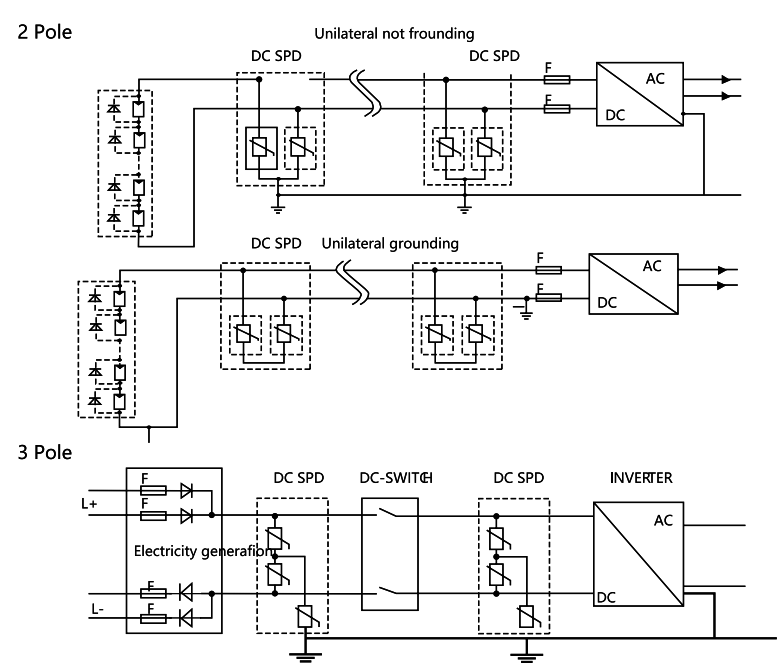 2 Pole
Unilateral not frounding
DC SPD
DC SPD
F
F
AC
DC
DC SPD
Unilateral grounding
F
F
AC
DC
3 Pole
DC SPD
DC-SWITCH
DC SPD
INVERTER
F
F
L+
AC
Electricity generafion
F
F
L-
DC